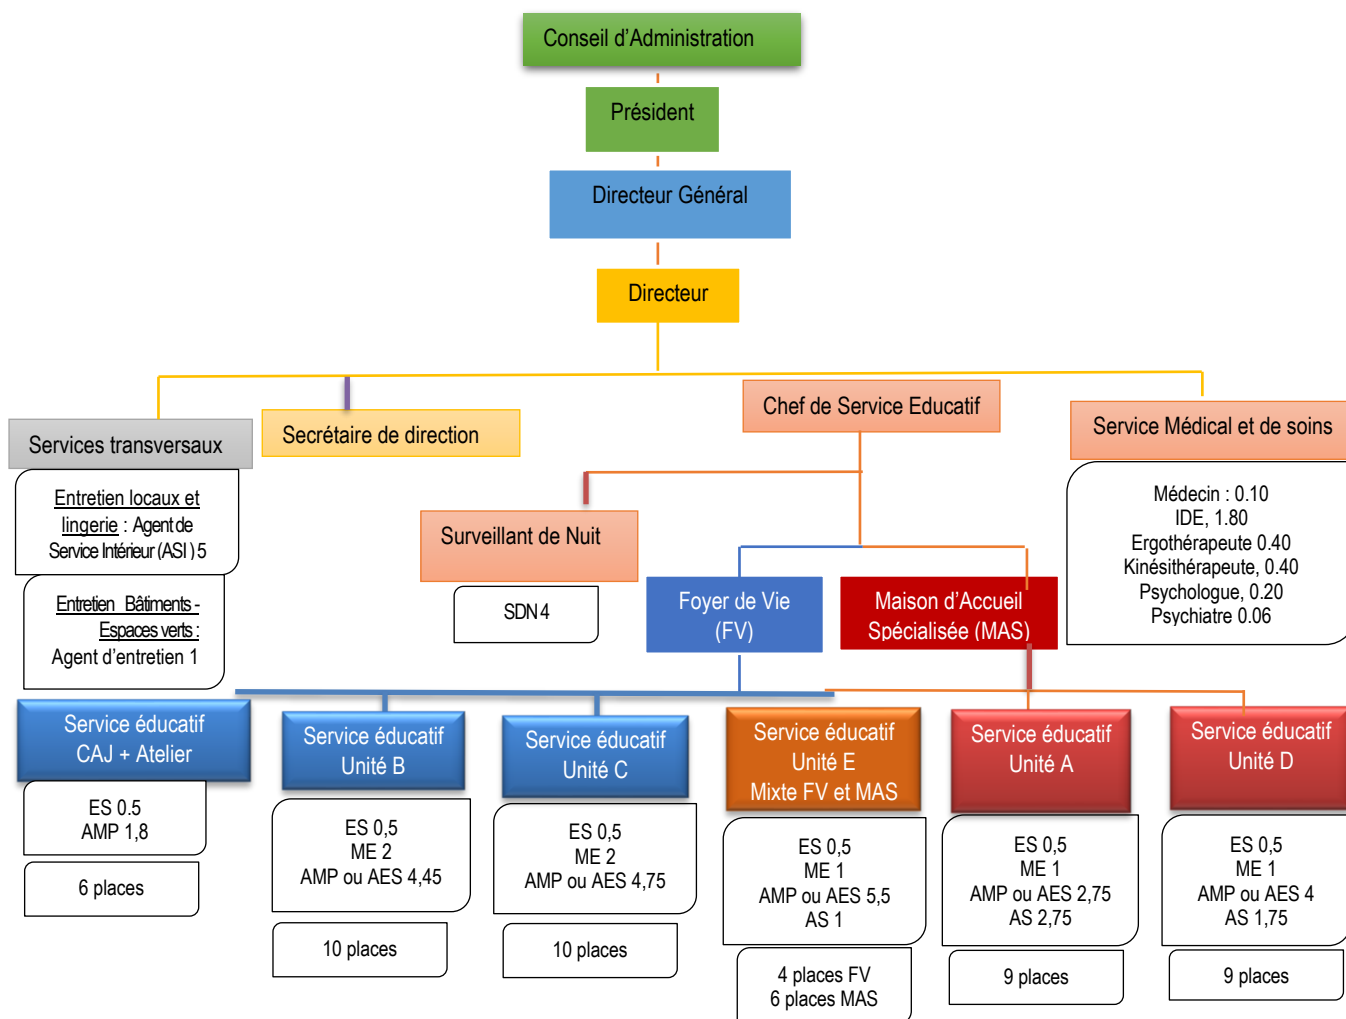 Conseil d’Administration
Président
Directeur Général
Directeur
Services transversaux
Entretien locaux et
lingerie : Agent de
Service Intérieur (ASI ) 5
Entretien Bâtiments -
Espaces verts :
Agent d’entretien 1
Secrétaire de direction
Chef de Service Educatif
Service Médical et de soins
Médecin : 0.10
IDE, 1.80
Ergothérapeute 0.40
Kinésithérapeute, 0.40
Psychologue, 0.20
Psychiatre 0.06
Surveillant de Nuit
SDN 4
Foyer de Vie
(FV)
Maison d’Accueil
Spécialisée (MAS)
Service éducatif
CAJ + Atelier
ES 0.5
AMP 1,8
6 places
Service éducatif
Unité B
ES 0,5
ME 2
AMP ou AES 4,45
10 places
Service éducatif
Unité C
ES 0,5
ME 2
AMP ou AES 4,75
10 places
Service éducatif
Unité E
Mixte FV et MAS
ES 0,5
ME 1
AMP ou AES 5,5
AS 1
4 places FV
6 places MAS
Service éducatif
Unité A
ES 0,5
ME 1
AMP ou AES 2,75
AS 2,75
9 places
Service éducatif
Unité D
ES 0,5
ME 1
AMP ou AES 4
AS 1,75
9 places